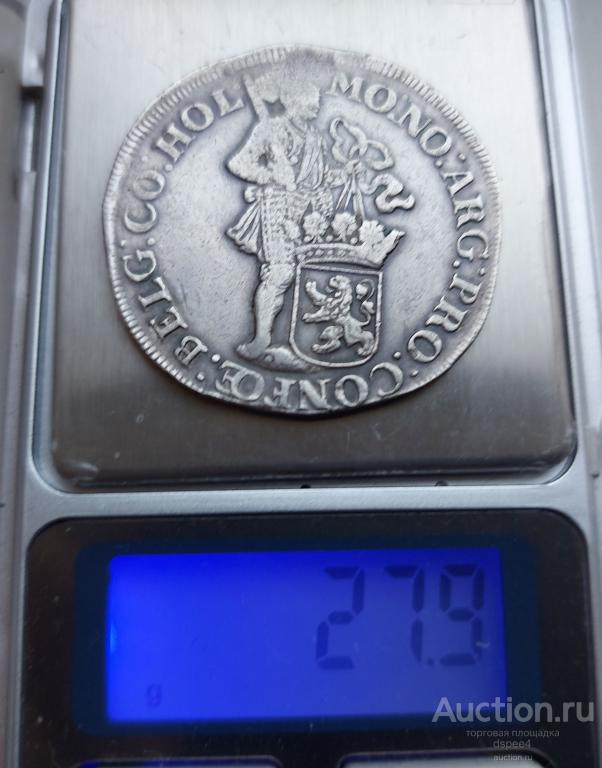 MONO:ARG:PRO:CONFŒ:BELG:CO:HOL
27.9
g
Auction.ru
торговая площадка
dspee4
auction.ru